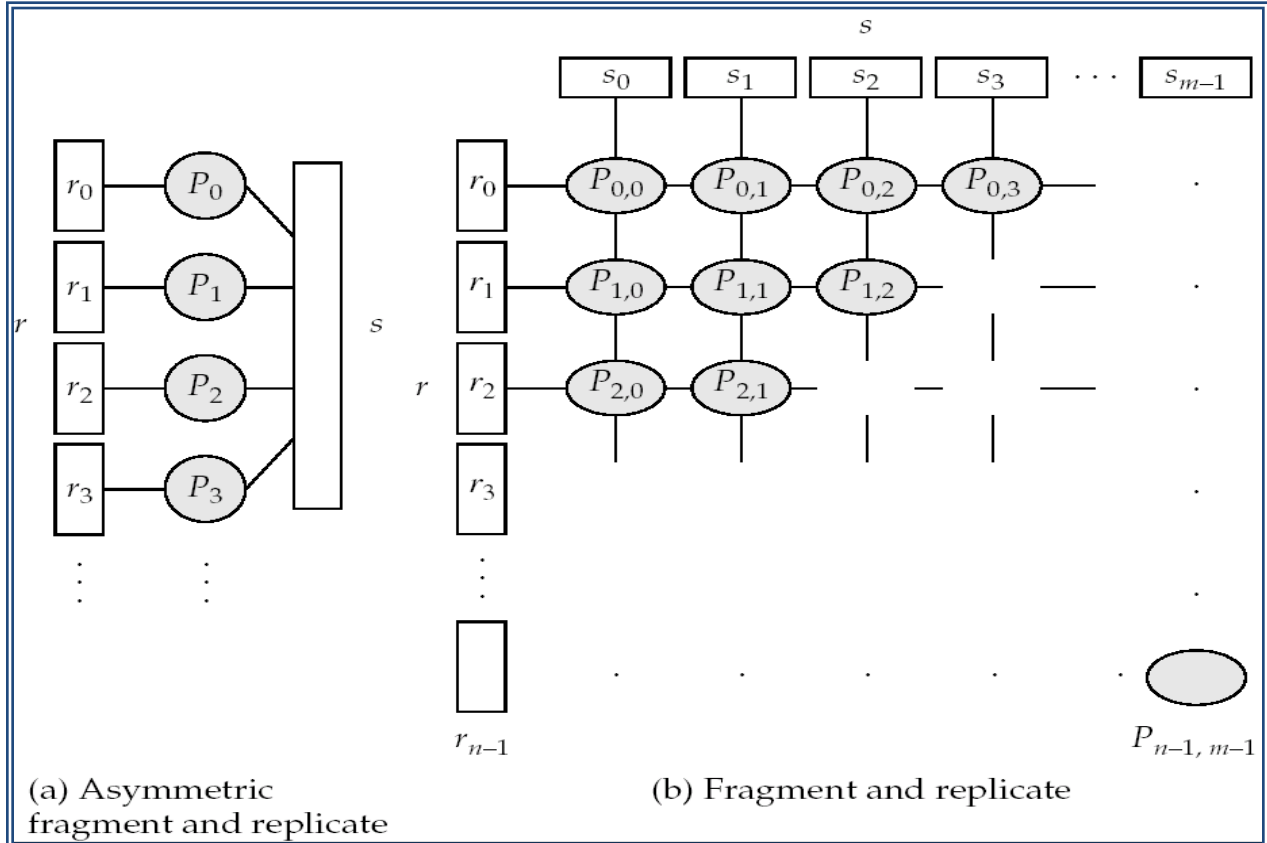 s
s0 s1 s2 s3 · · · sm–1
r0 P0
r1 P1
r s
r2 P2
r3 P3
r0 P0,0 P0,1 P0,2 P0,3
r1 P1,0 P1,1 P1,2
r
r2 P2,0 P2,1
r3
rn–1
Pn–1, m–1
(a) Asymmetric
fragment and replicate
(b) Fragment and replicate